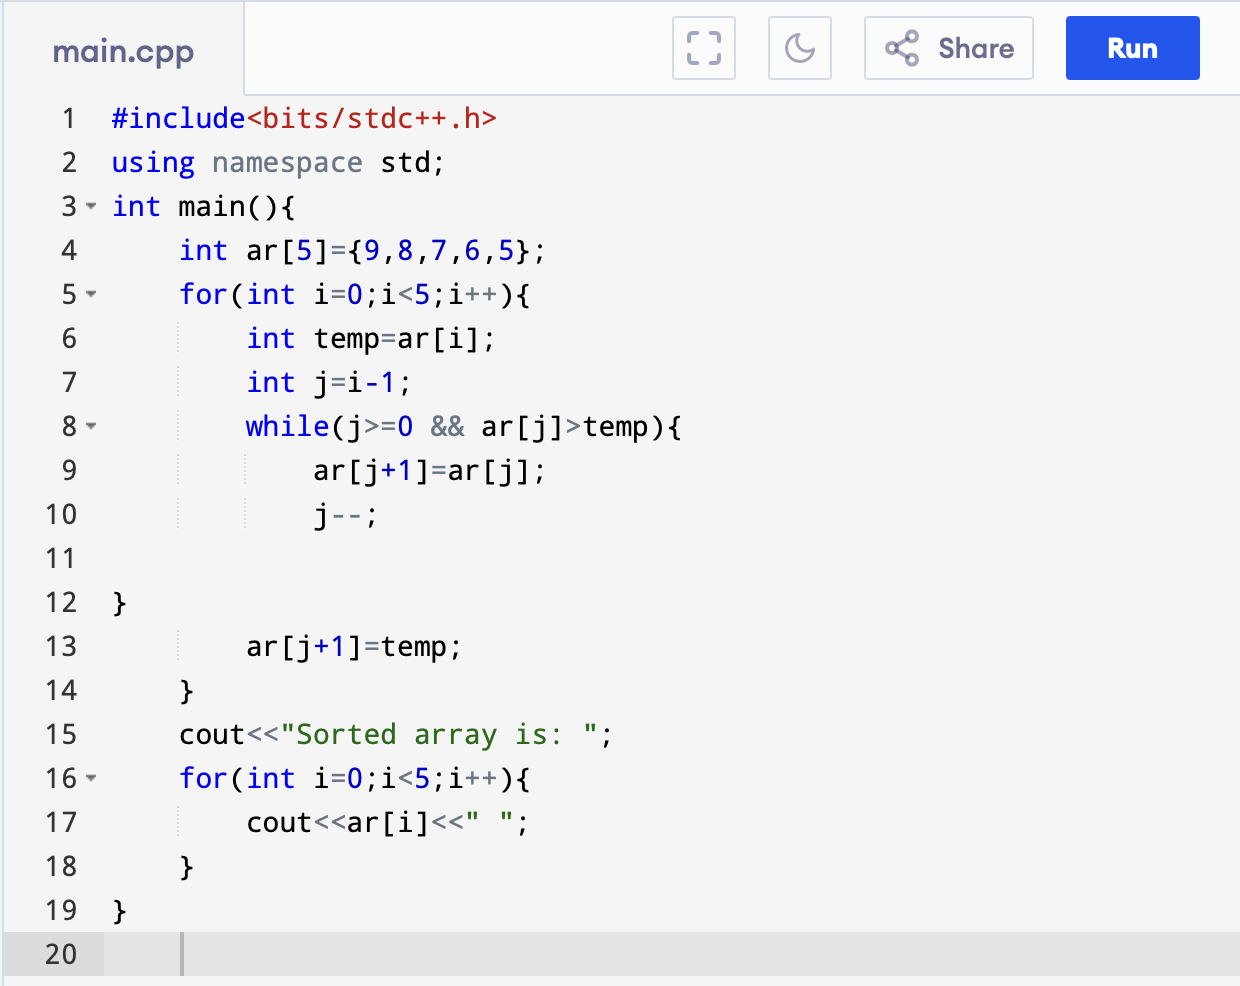 main.cpp
Share
Run
1 #include<bits/stdc++.h>
2 using namespace std;
3 int main(){
4     int ar[5]={9,8,7,6,5};
5     for(int i=0;i<5;i++){
6         int temp=ar[i];
7         int j=i-1;
8         while(j>=0 && ar[j]>temp){
9             ar[j+1]=ar[j];
10             j--;
11
12 }
13         ar[j+1]=temp;
14     }
15     cout<<"Sorted array is: ";
16     for(int i=0;i<5;i++){
17         cout<<ar[i]<<" ";
18     }
19 }
20